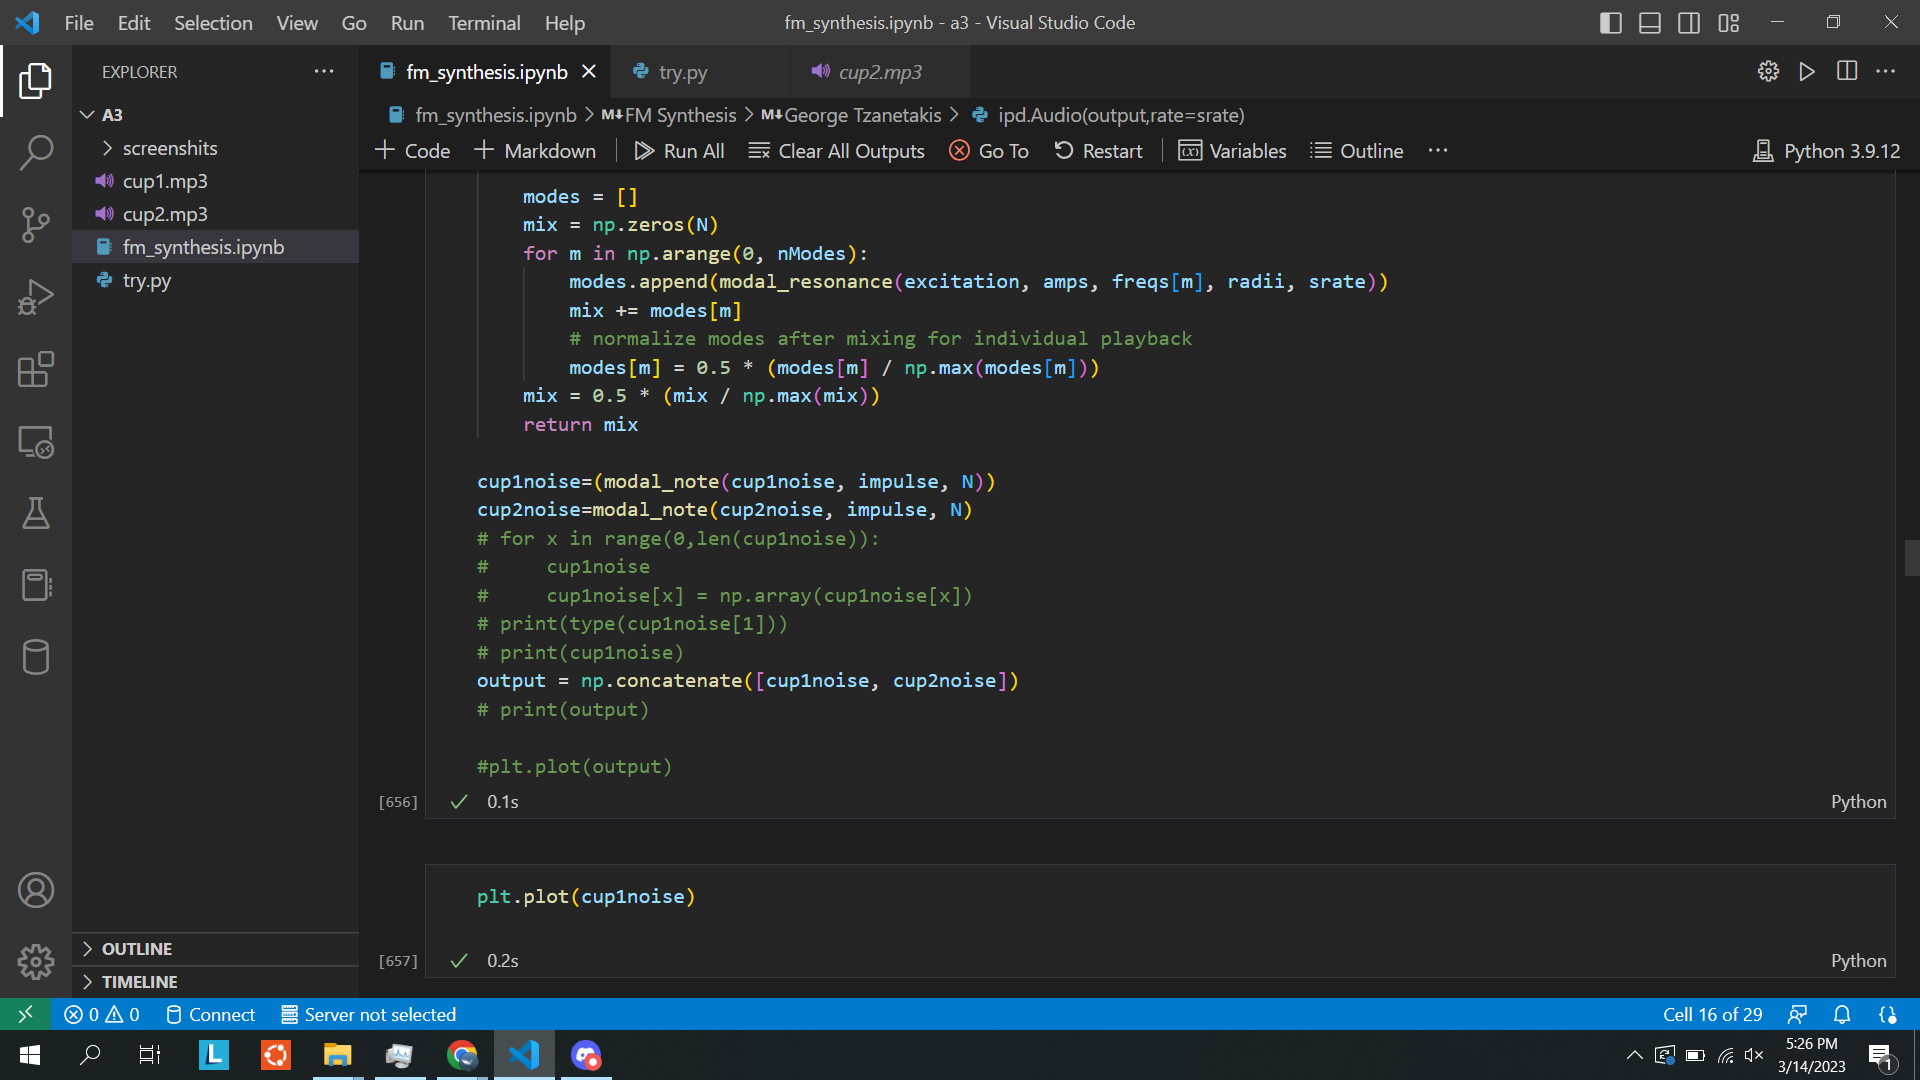 File Edit Selection View Go Run Terminal Help
fm_synthesis.ipynb - a3 - Visual Studio Code
EXPLORER
A3
screenshits
cup1.mp3
cup2.mp3
fm_synthesis.ipynb
try.py
OUTLINE
TIMELINE
fm_synthesis.ipynb try.py cup2.mp3
fm_synthesis.ipynb > M↓FM Synthesis > M↓George Tzanetakis > ipd.Audio(output,rate=srate)
+ Code + Markdown Run All Clear All Outputs Go To Restart Variables Outline ··· Python 3.9.12
modes = []
mix = np.zeros(N)
for m in np.arange(0, nModes):
modes.append(modal_resonance(excitation, amps, freqs[m], radii, srate))
mix += modes[m]
# normalize modes after mixing for individual playback
modes[m] = 0.5 * (modes[m] / np.max(modes[m]))
mix = 0.5 * (mix / np.max(mix))
return mix
cup1noise=(modal_note(cup1noise, impulse, N))
cup2noise=modal_note(cup2noise, impulse, N)
# for x in range(0,len(cup1noise)):
#     cup1noise
#     cup1noise[x] = np.array(cup1noise[x])
# print(type(cup1noise[1]))
# print(cup1noise)
output = np.concatenate([cup1noise, cup2noise])
# print(output)
#plt.plot(output)
[656] ✓ 0.1s Python
plt.plot(cup1noise)
[657] ✓ 0.2s Python
0 0 Connect Server not selected Cell 16 of 29
L
5:26 PM
3/14/2023
1